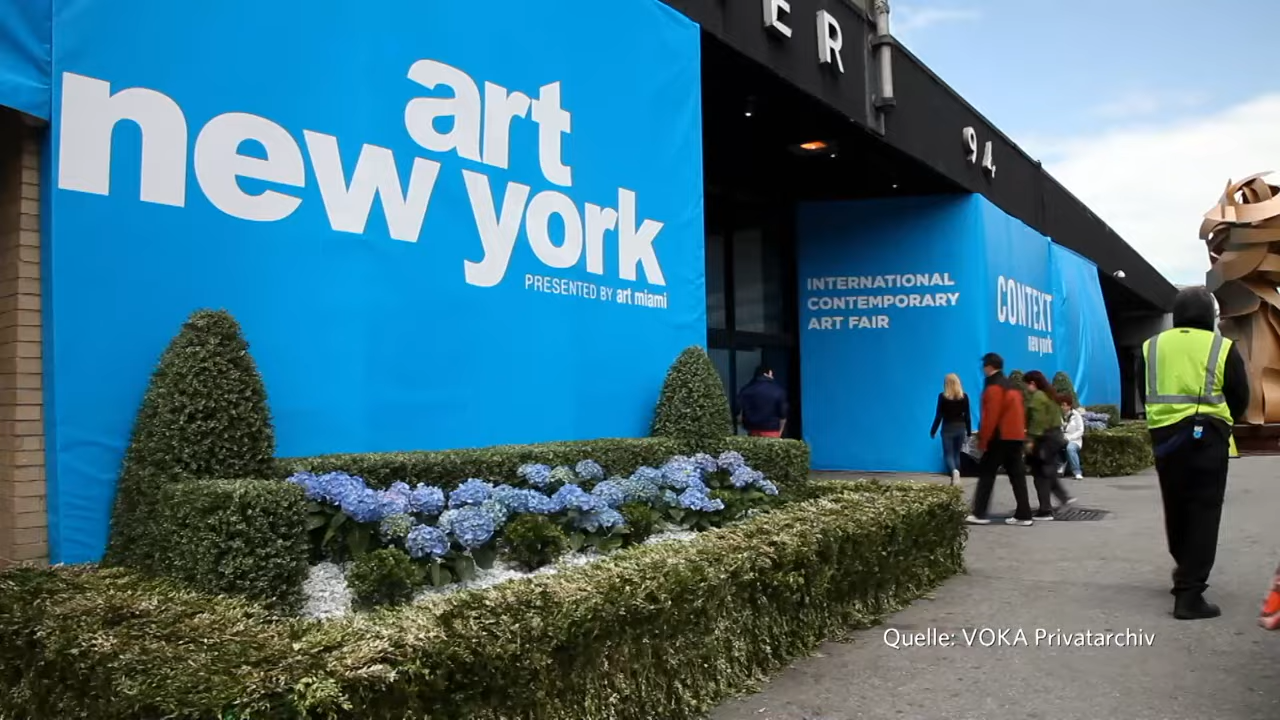 ER
94
art
new york
PRESENTED BY art miami
INTERNATIONAL
CONTEMPORARY
ART FAIR
CONTEXT
new york
Quelle: VOKA Privatarchiv